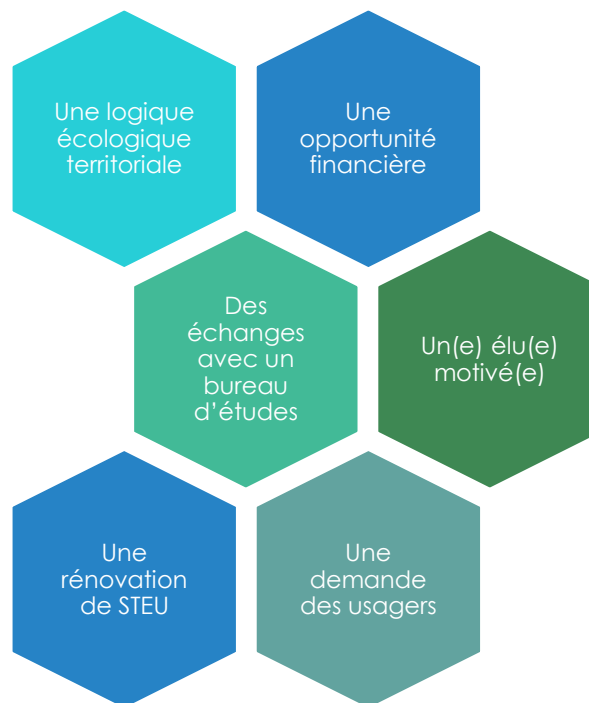 Une logique
écologique
territoriale
Une
opportunité
financière
Des
échanges
avec un
bureau
d'études
Un(e) élu(e)
motivé(e)
Une
rénovation
de STEU
Une
demande
des usagers